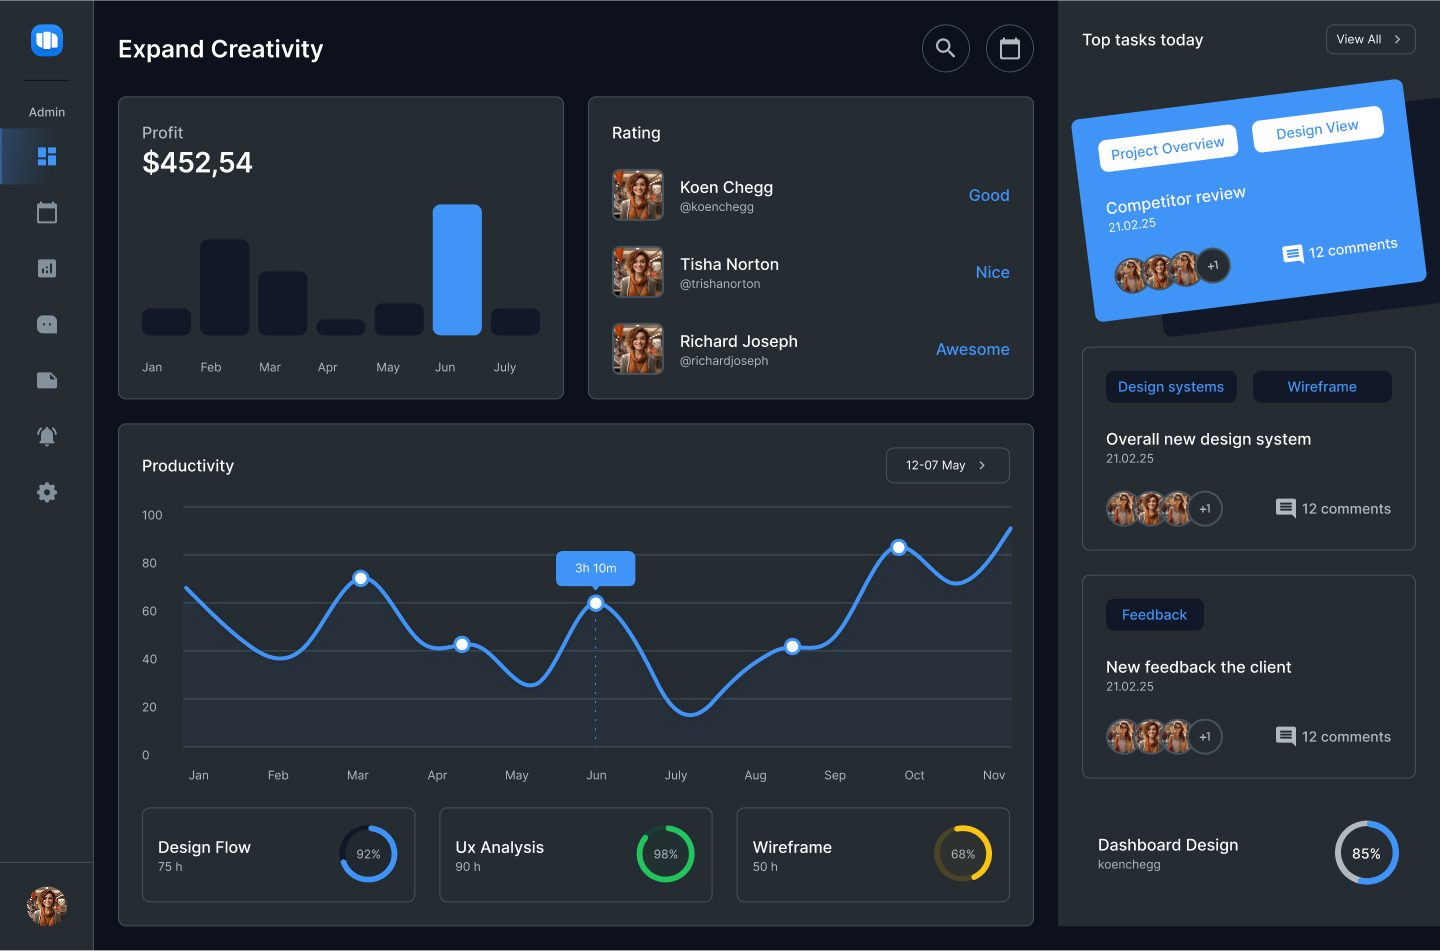 Admin
Expand Creativity
Profit
$452,54
Jan Feb Mar Apr May Jun July
Rating
Koen Chegg
@koenchegg
Good
Tisha Norton
@trishanorton
Nice
Richard Joseph
@richardjoseph
Awesome
Productivity
12-07 May
100
80
60
40
20
0
3h 10m
Jan Feb Mar Apr May Jun July Aug Sep Oct Nov
Design Flow
75 h
92%
Ux Analysis
90 h
98%
Wireframe
50 h
68%
Top tasks today
View All
Project Overview
Design View
Competitor review
21.02.25
+1
12 comments
Design systems
Wireframe
Overall new design system
21.02.25
+1
12 comments
Feedback
New feedback the client
21.02.25
+1
12 comments
Dashboard Design
koenchegg
85%